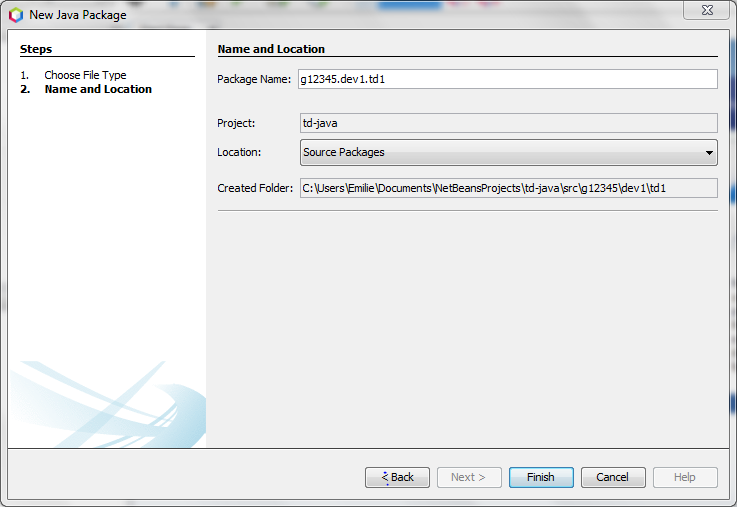 New Java Package
Steps
1. Choose File Type
2. Name and Location
Name and Location
Package Name: g12345.dev1.td1
Project: td-java
Location: Source Packages
Created Folder: C:\Users\Emilie\Documents\NetBeansProjects\td-java\src\g12345\dev1\td1
< Back Next > Finish Cancel Help